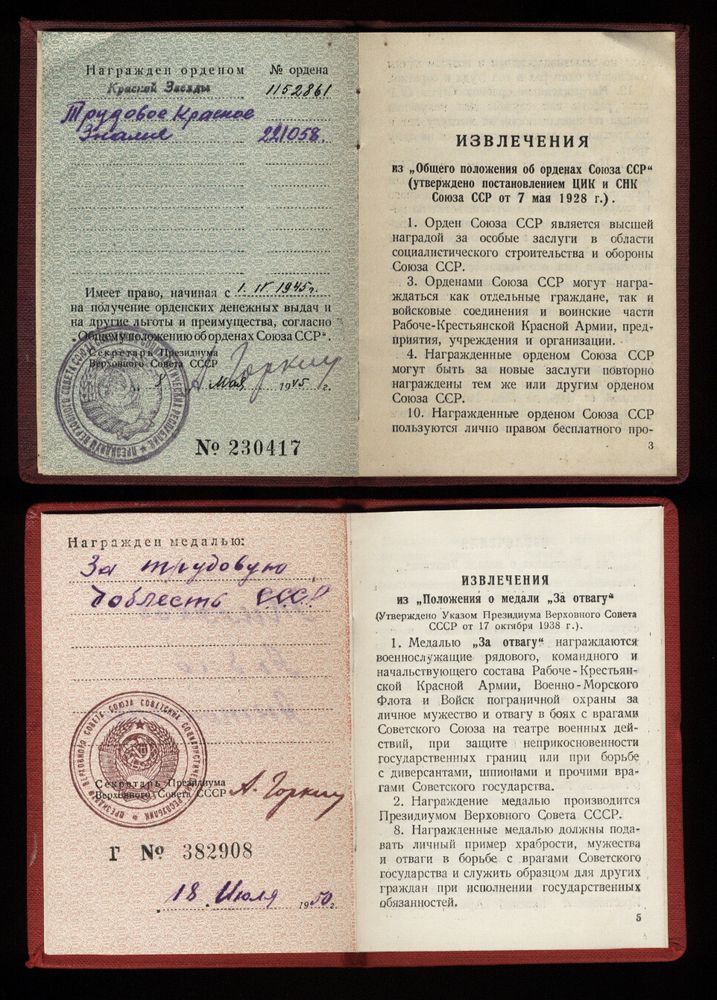 Награжден орденом № ордена
Красной Звезды 1152861
Трудовое Красное
Знамя 221058.
Имеет право, начиная с 1. IV 1945г.
на получение орденских денежных выдач и
на другие льготы и преимущества, согласно
„Общему положению об орденах Союза ССР“.
Секретарь Президиума
Верховного Совета ССР А. Горкин
8 Мая 1945 г.
№ 230417
ИЗВЛЕЧЕНИЯ
из „Общего положения об орденах Союза ССР“
(утверждено постановлением ЦИК и СНК
Союза ССР от 7 мая 1928 г.).
1. Орден Союза ССР является высшей
наградой за особые заслуги в области
социалистического строительства и обороны
Союза ССР.
3. Орденами Союза ССР могут награ-
ждаться как отдельные граждане, так и
войсковые соединения и воинские части
Рабоче-Крестьянской Красной Армии, пред-
приятия, учреждения и организации.
4. Награжденные орденом Союза ССР
могут быть за новые заслуги повторно
награждены тем же или другим орденом
Союза ССР.
10. Награжденные орденом Союза ССР
пользуются лично правом бесплатного про-
3
Награжден медалью:
За трудовую
доблесть СССР
ПРЕЗИДИУМ ВЕРХОВНОГО СОВЕТА СОЮЗА СОВЕТСКИХ СОЦИАЛИСТИЧЕСКИХ РЕСПУБЛИК
Секретарь Президиума
Верховного Совета СССР А. Горкин
Г № 382908
18 Июля 1950 г.
ИЗВЛЕЧЕНИЯ
из „Положения о медали „За отвагу“
(Утверждено Указом Президиума Верховного Совета
СССР от 17 октября 1938 г.).
1. Медалью „За отвагу“ награждаются
военнослужащие рядового, командного и
начальствующего состава Рабоче-Крестьян-
ской Красной Армии, Военно-Морского
Флота и Войск пограничной охраны за
личное мужество и отвагу в боях с врагами
Советского Союза на театре военных дей-
ствий, при защите неприкосновенности
государственных границ или при борьбе
с диверсантами, шпионами и прочими вра-
гами Советского государства.
2. Награждение медалью производится
Президиумом Верховного Совета СССР.
8. Награжденные медалью должны пода-
вать личный пример храбрости, мужества
и отваги в борьбе с врагами Советского
государства и служить образцом для других
граждан при исполнении государственных
обязанностей.
5